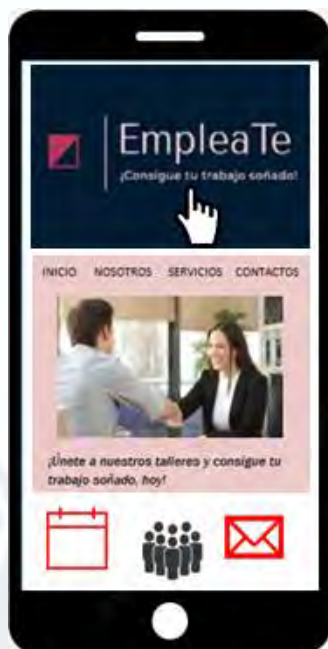 EmpleaTe
¡Consigue tu trabajo soñado!
INICIO NOSOTROS SERVICIOS CONTACTOS
¡Únete a nuestros talleres y consigue tu
trabajo soñado, hoy!